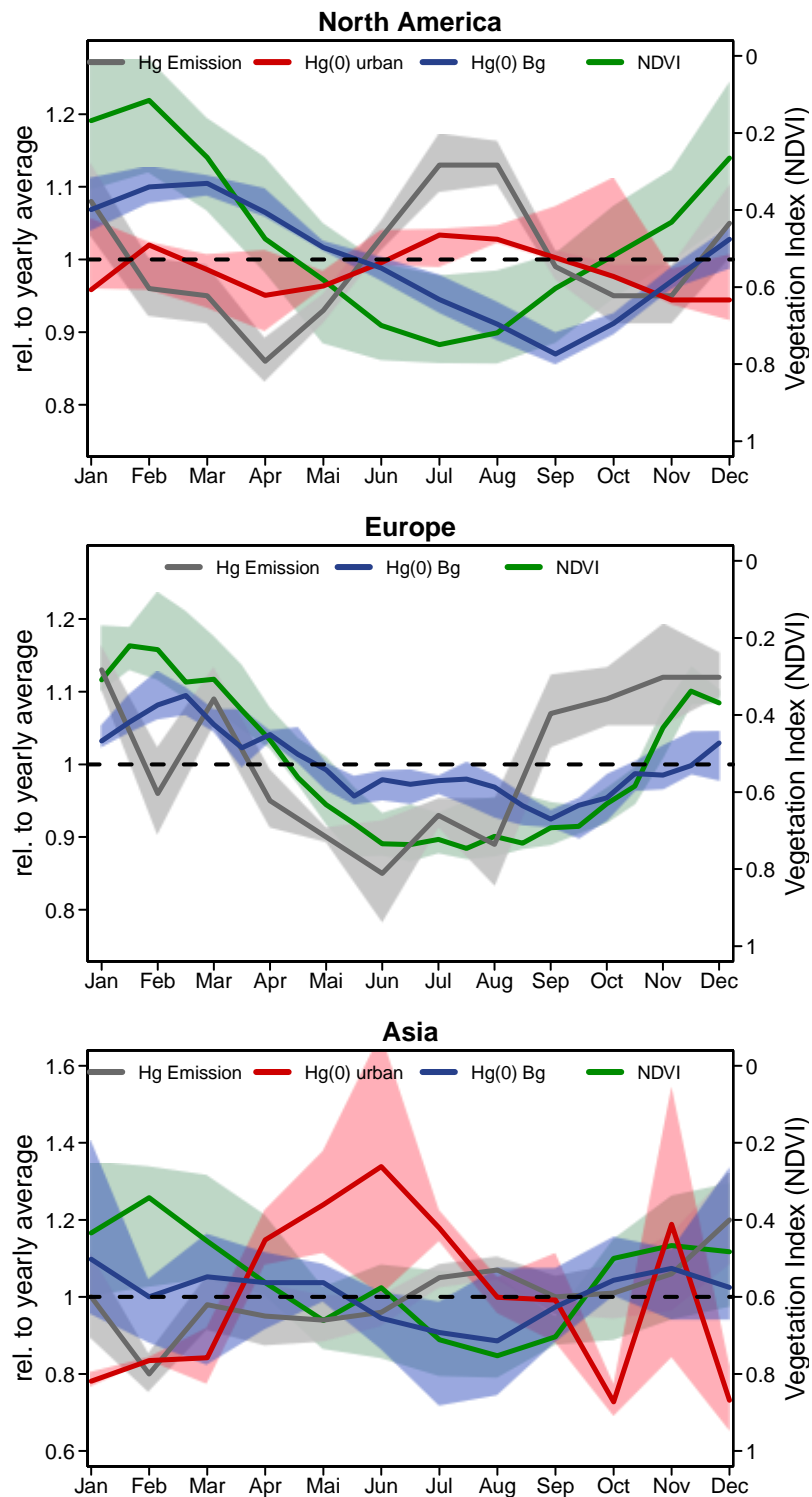 North America
Hg Emission Hg(0) urban Hg(0) Bg NDVI
rel. to yearly average
1.2
1.1
1
0.9
0.8
0
0.2
0.4
0.6
0.8
1
Vegetation Index (NDVI)
Jan Feb Mar Apr Mai Jun Jul Aug Sep Oct Nov Dec
Europe
Hg Emission Hg(0) Bg NDVI
rel. to yearly average
1.2
1.1
1
0.9
0.8
0
0.2
0.4
0.6
0.8
1
Vegetation Index (NDVI)
Jan Feb Mar Apr Mai Jun Jul Aug Sep Oct Nov Dec
Asia
Hg Emission Hg(0) urban Hg(0) Bg NDVI
rel. to yearly average
1.6
1.4
1.2
1
0.8
0.6
0
0.2
0.4
0.6
0.8
1
Vegetation Index (NDVI)
Jan Feb Mar Apr Mai Jun Jul Aug Sep Oct Nov Dec